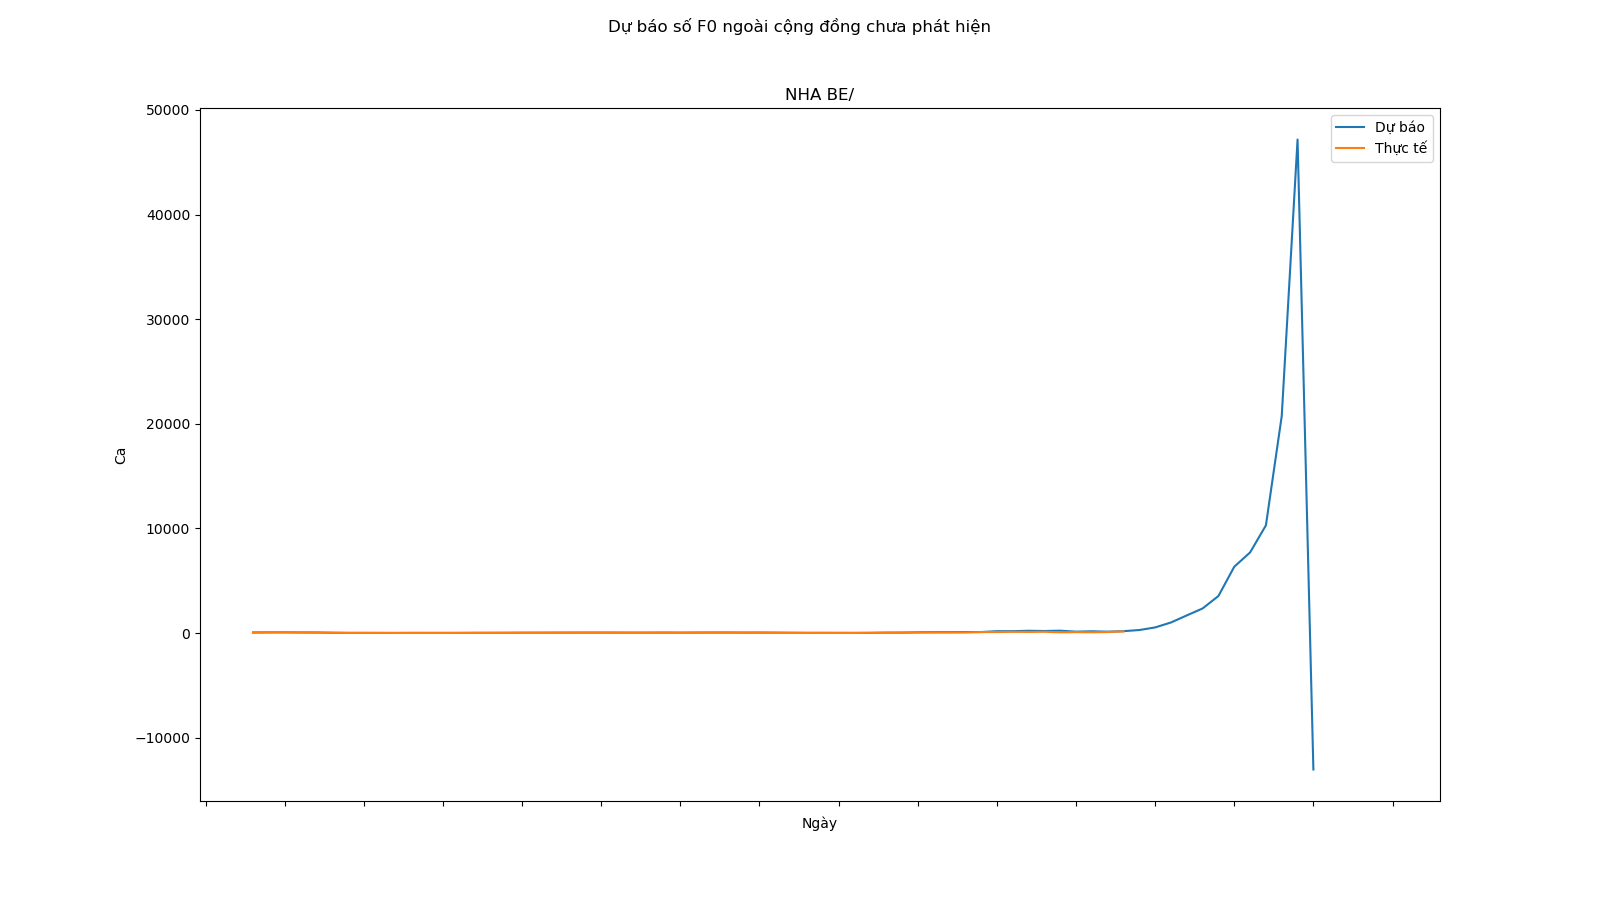 Dự báo số F0 ngoài cộng đồng chưa phát hiện
NHA BE/
50000
40000
30000
20000
10000
0
−10000
Ca
Ngày
Dự báo
Thực tế